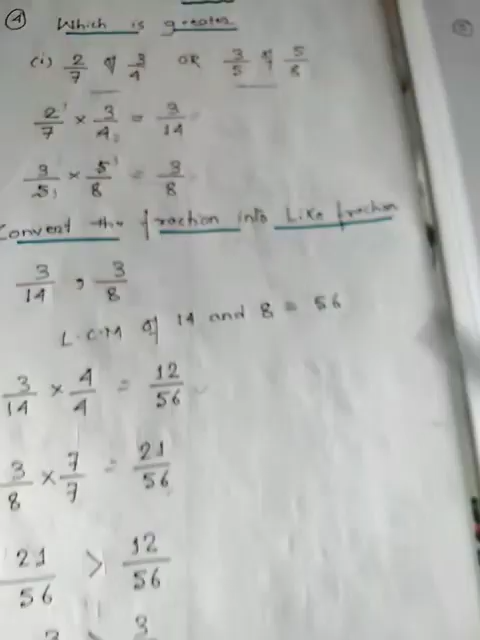 ④ Which is greater
(i) 2/7 of 3/4 OR 3/5 of 5/8
2/7 × 3/4 = 3/14
3/5 × 5/8 = 3/8
Convert the fraction into Like fraction
3/14 , 3/8
L.C.M of 14 and 8 = 56
3/14 × 4/4 = 12/56
3/8 × 7/7 = 21/56
21/56 > 12/56
3 > 3